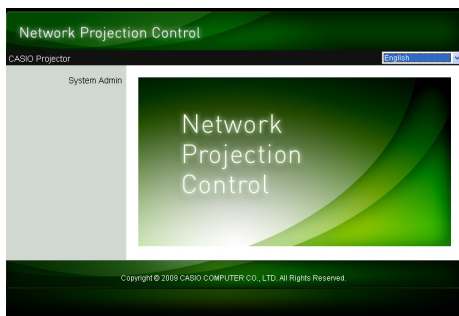 Network Projection Control
CASIO Projector
English
System Admin
Network
Projection
Control
Copyright © 2009 CASIO COMPUTER CO., LTD. All Rights Reserved.